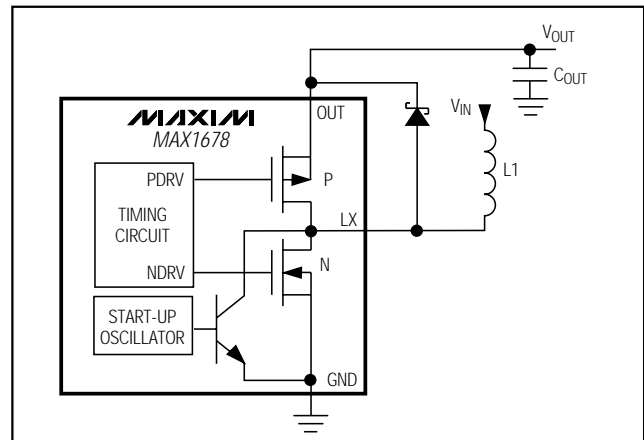 VOUT
COUT
OUT
VIN
MAXIM
MAX1678
L1
PDRV
P
TIMING
CIRCUIT
LX
NDRV
N
START-UP
OSCILLATOR
GND